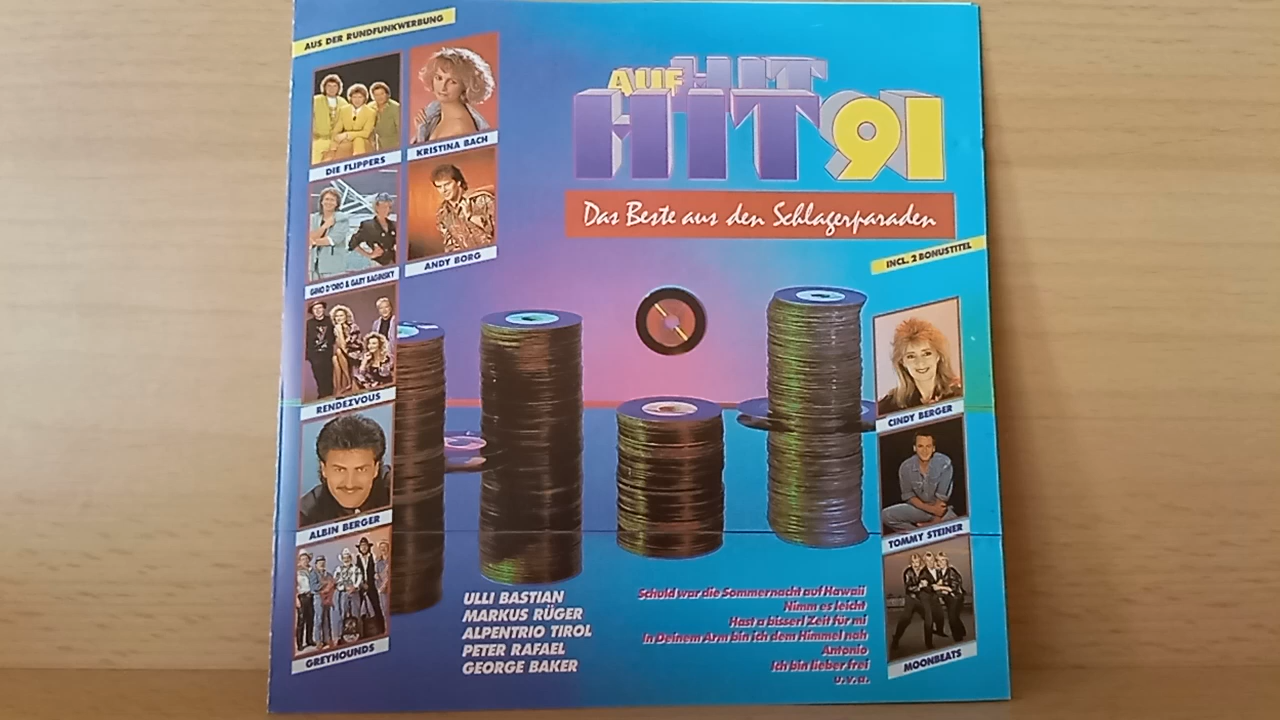 AUS DER RUNDFUNKWERBUNG
DIE FLIPPERS
KRISTINA BACH
GINO D'ORO & GABY BAGINSKY
ANDY BORG
RENDEZVOUS
ALBIN BERGER
GREYHOUNDS
AUF HIT
HIT 91
Das Beste aus den Schlagerparaden
INCL. 2 BONUSTITEL
CINDY BERGER
TOMMY STEINER
MOONBEATS
ULLI BASTIAN
MARKUS RÜGER
ALPENTRIO TIROL
PETER RAFAEL
GEORGE BAKER
Schuld war die Sommernacht auf Hawaii
Nimm es leicht
Hast a bisserl Zeit für mi
In Deinem Arm bin ich dem Himmel nah
Antonio
Ich bin lieber frei
u.v.a.